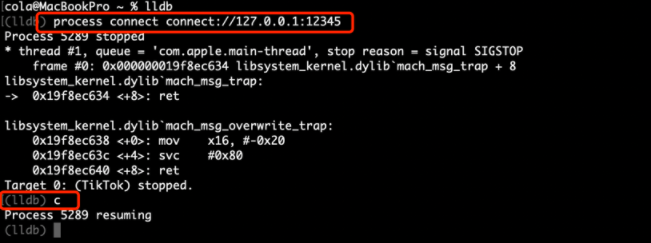 cola@MacBookPro ~ % lldb
(lldb) process connect connect://127.0.0.1:12345
Process 5289 stopped
* thread #1, queue = 'com.apple.main-thread', stop reason = signal SIGSTOP
    frame #0: 0x000000019f8ec634 libsystem_kernel.dylib`mach_msg_trap + 8
libsystem_kernel.dylib`mach_msg_trap:
->  0x19f8ec634 <+8>: ret
libsystem_kernel.dylib`mach_msg_overwrite_trap:
    0x19f8ec638 <+0>: mov    x16, #-0x20
    0x19f8ec63c <+4>: svc    #0x80
    0x19f8ec640 <+8>: ret
Target 0: (TikTok) stopped.
(lldb) c
Process 5289 resuming
(lldb)